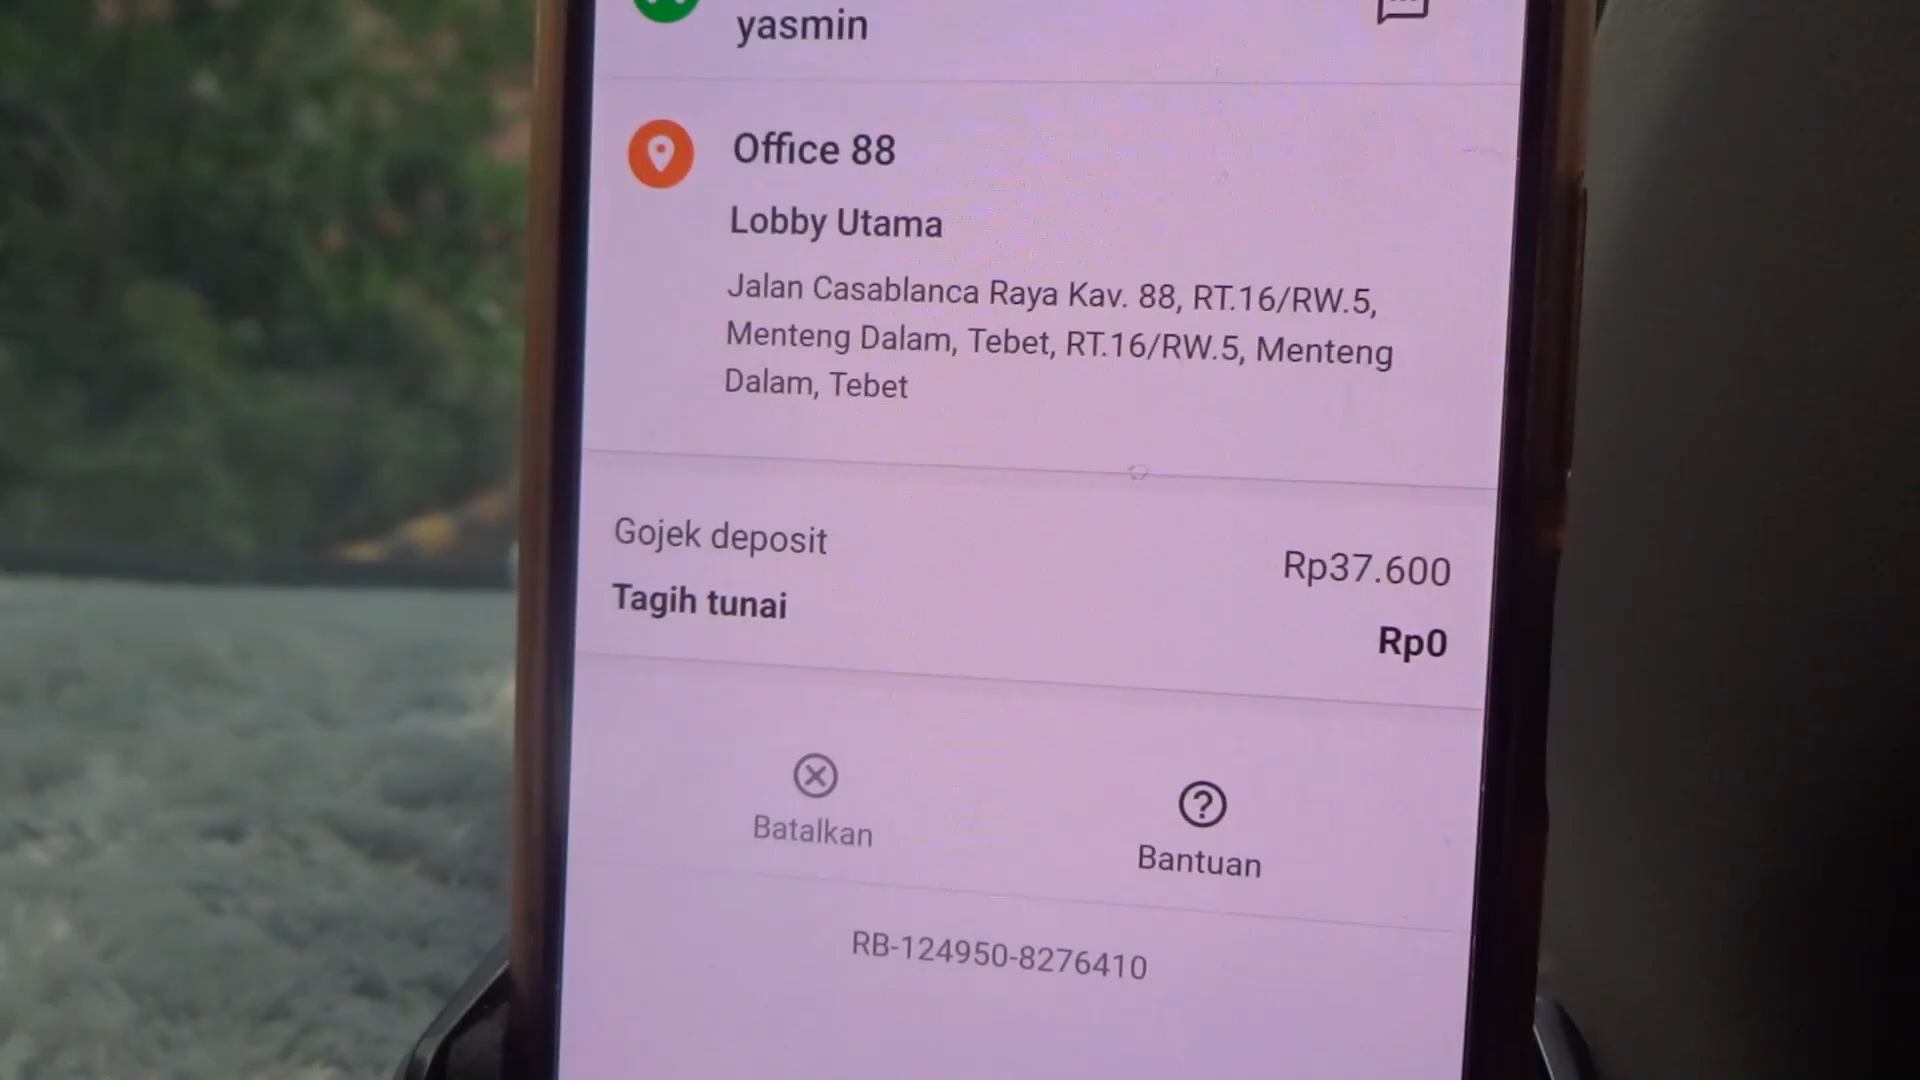 yasmin
Office 88
Lobby Utama
Jalan Casablanca Raya Kav. 88, RT.16/RW.5,
Menteng Dalam, Tebet, RT.16/RW.5, Menteng
Dalam, Tebet
Gojek deposit Rp37.600
Tagih tunai Rp0
Batalkan
Bantuan
RB-124950-8276410